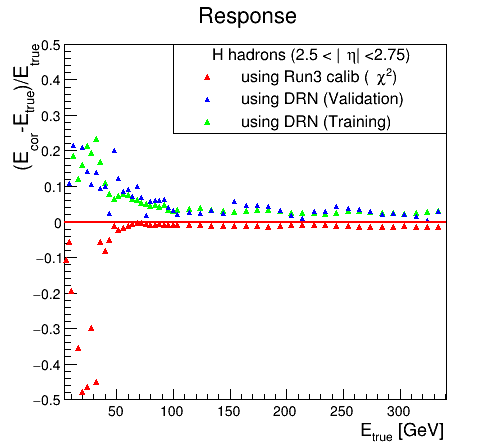 Response
H hadrons (2.5 < | η| <2.75)
using Run3 calib ( χ²)
using DRN (Validation)
using DRN (Training)
(E_cor -E_true)/E_true
0.5
0.4
0.3
0.2
0.1
0
−0.1
−0.2
−0.3
−0.4
−0.5
50 100 150 200 250 300
E_true [GeV]